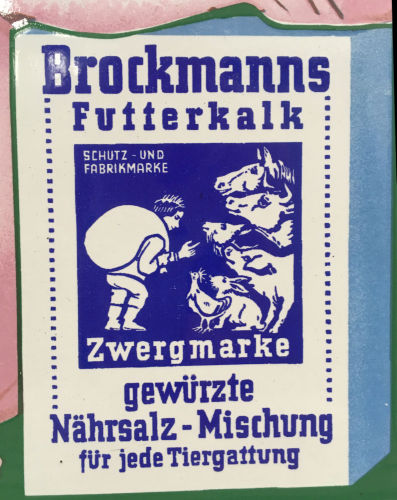 Brockmanns
Futterkalk
SCHUTZ - UND
FABRIKMARKE
Zwergmarke
gewürzte
Nährsalz - Mischung
für jede Tiergattung